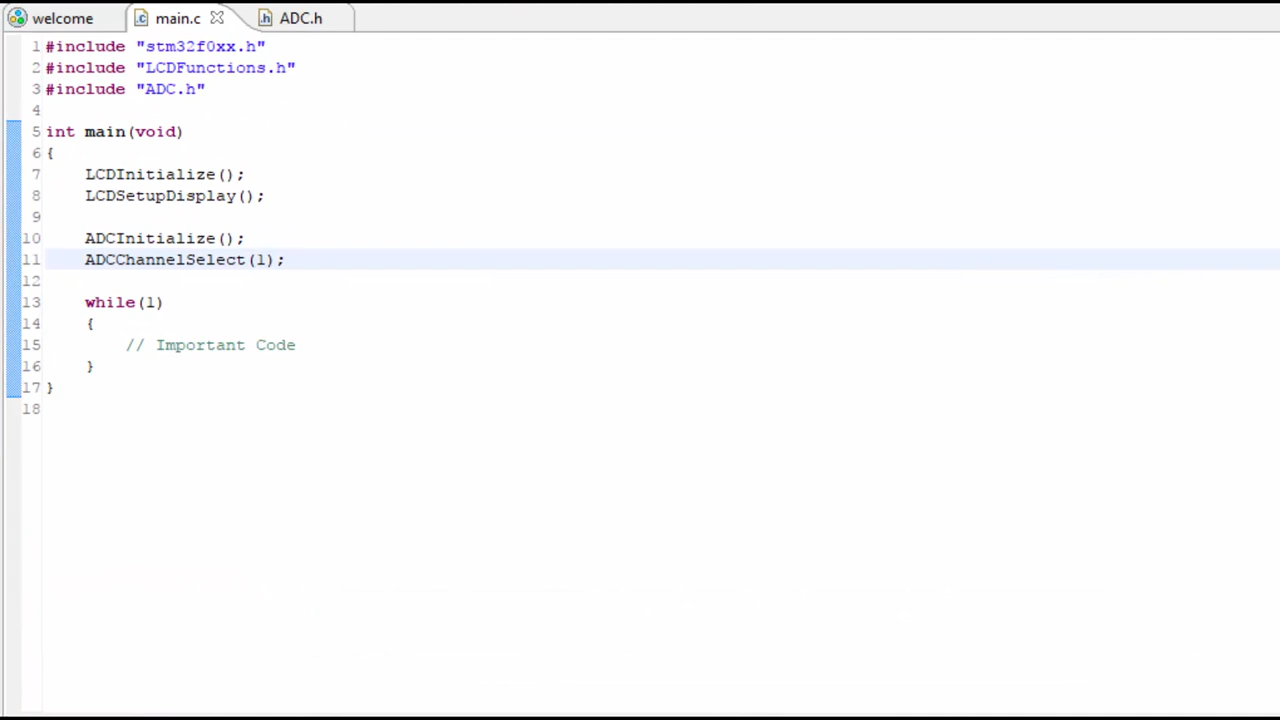 welcome main.c ADC.h
1 #include "stm32f0xx.h"
2 #include "LCDFunctions.h"
3 #include "ADC.h"
4
5 int main(void)
6 {
7 LCDInitialize();
8 LCDSetupDisplay();
9
10 ADCInitialize();
11 ADCChannelSelect(1);
12
13 while(1)
14 {
15 // Important Code
16 }
17 }
18